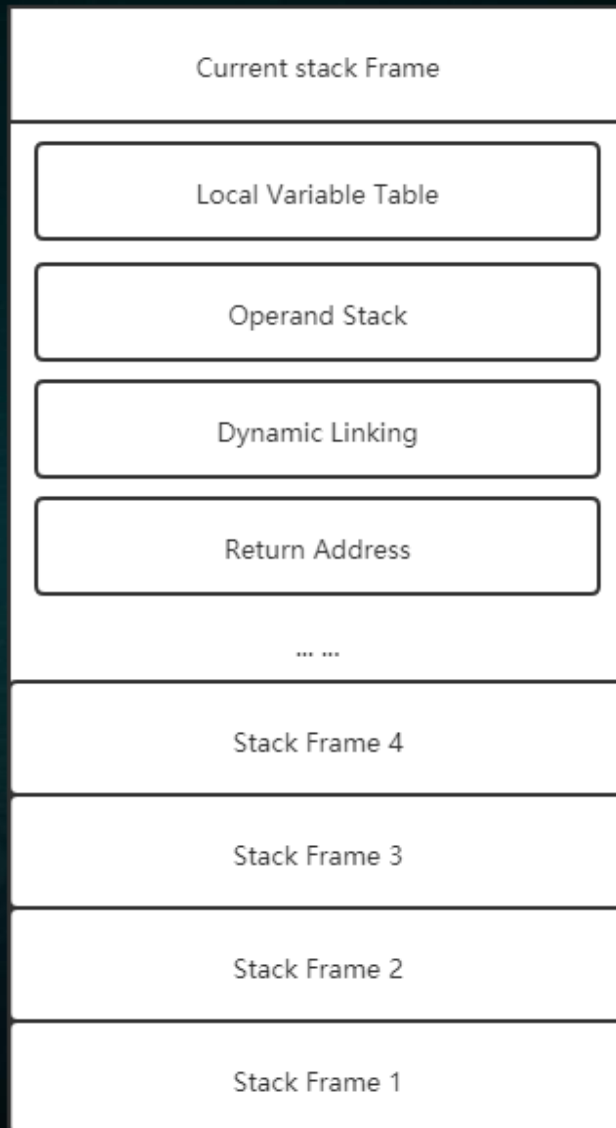 Current stack Frame
Local Variable Table
Operand Stack
Dynamic Linking
Return Address
... ...
Stack Frame 4
Stack Frame 3
Stack Frame 2
Stack Frame 1